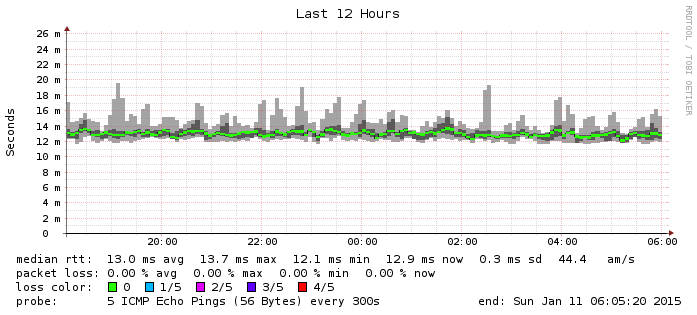 Last 12 Hours
RRDTOOL / TOBI OETIKER
Seconds
26 m
24 m
22 m
20 m
18 m
16 m
14 m
12 m
10 m
8 m
6 m
4 m
2 m
0
20:00 22:00 00:00 02:00 04:00 06:00
median rtt: 13.0 ms avg 13.7 ms max 12.1 ms min 12.9 ms now 0.3 ms sd 44.4 am/s
packet loss: 0.00 % avg 0.00 % max 0.00 % min 0.00 % now
loss color: 0 1/5 2/5 3/5 4/5
probe: 5 ICMP Echo Pings (56 Bytes) every 300s end: Sun Jan 11 06:05:20 2015